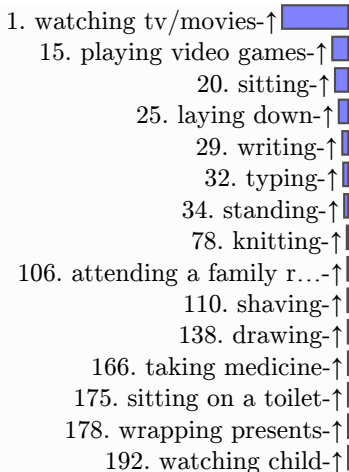 1. watching tv/movies-↑
15. playing video games-↑
20. sitting-↑
25. laying down-↑
29. writing-↑
32. typing-↑
34. standing-↑
78. knitting-↑
106. attending a family r...-↑
110. shaving-↑
138. drawing-↑
166. taking medicine-↑
175. sitting on a toilet-↑
178. wrapping presents-↑
192. watching child-↑